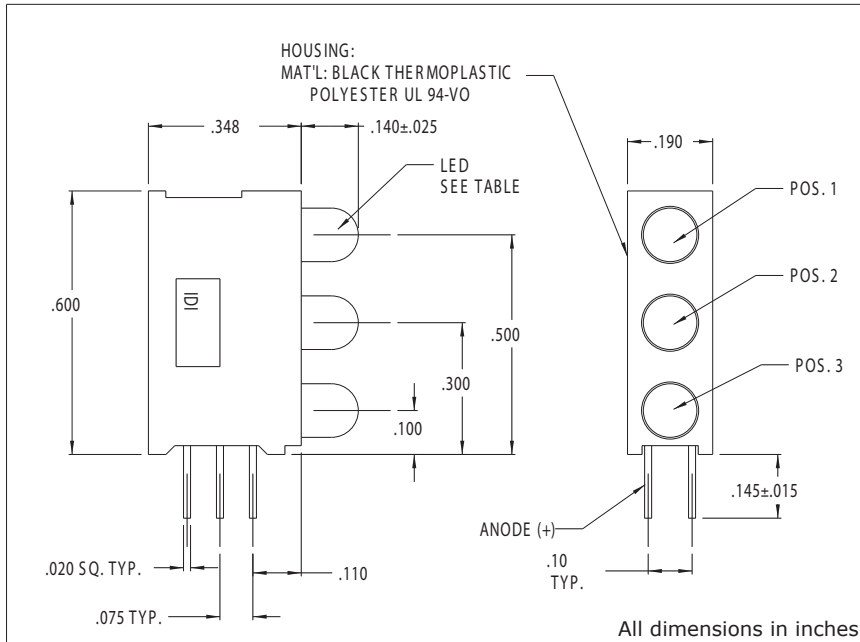 HOUSING:
MAT'L: BLACK THERMOPLASTIC
POLYESTER UL 94-VO
.348
.140±.025
.190
LED
SEE TABLE
POS. 1
POS. 2
POS. 3
IDI
.600
.500
.300
.100
.145±.015
ANODE (+)
.020 SQ. TYP.
.110
.10
TYP.
.075 TYP.
All dimensions in inches